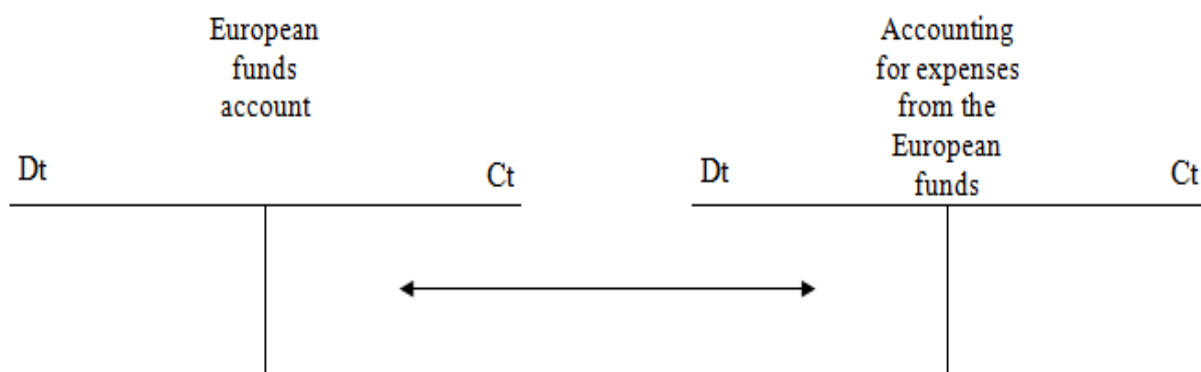 European
funds
account
Dt
Ct
Accounting
for expenses
from the
European
funds
Dt
Ct